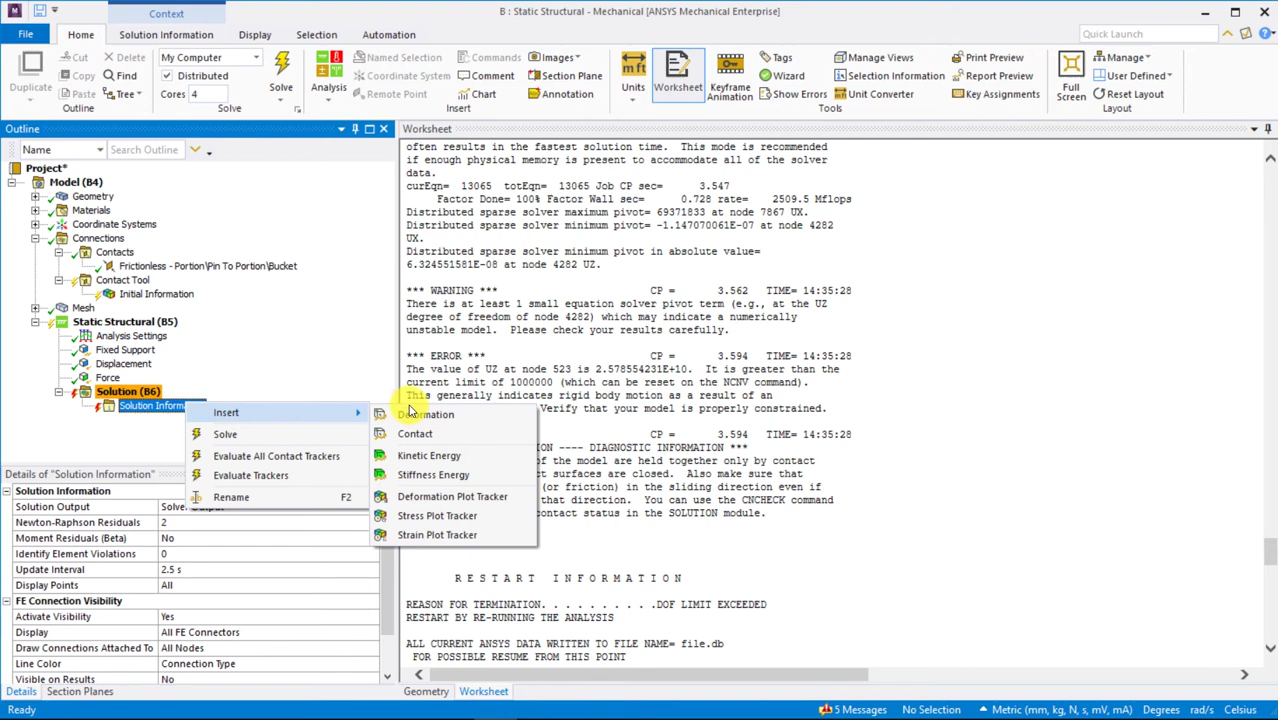 Context
B : Static Structural - Mechanical [ANSYS Mechanical Enterprise]
File
Home
Solution Information
Display
Selection
Automation
Quick Launch
Duplicate
Cut
Delete
Copy
Find
Paste
Tree
Outline
My Computer
Distributed
Cores 4
Solve
Solve
Analysis
Named Selection
Coordinate System
Remote Point
Commands
Comment
Chart
Images
Section Plane
Annotation
Insert
Units
Worksheet
Keyframe
Animation
Tags
Wizard
Show Errors
Manage Views
Selection Information
Unit Converter
Print Preview
Report Preview
Key Assignments
Tools
Full
Screen
Manage
User Defined
Reset Layout
Layout
Outline
Name
Search Outline
Project*
Model (B4)
Geometry
Materials
Coordinate Systems
Connections
Contacts
Frictionless - Portion\Pin To Portion\Bucket
Contact Tool
Initial Information
Mesh
Static Structural (B5)
Analysis Settings
Fixed Support
Displacement
Force
Solution (B6)
Solution Inform
Insert
Solve
Evaluate All Contact Trackers
Evaluate Trackers
Rename F2
Deformation
Contact
Kinetic Energy
Stiffness Energy
Deformation Plot Tracker
Stress Plot Tracker
Strain Plot Tracker
Details of "Solution Information"
Solution Information
Solution Output Solve
Newton-Raphson Residuals 2
Moment Residuals (Beta) No
Identify Element Violations 0
Update Interval 2.5 s
Display Points All
FE Connection Visibility
Activate Visibility Yes
Display All FE Connectors
Draw Connections Attached To All Nodes
Line Color Connection Type
Visible on Results No
Details
Section Planes
Worksheet
often results in the fastest solution time. This mode is recommended
if enough physical memory is present to accommodate all of the solver
data.
curEqn= 13065 totEqn= 13065 Job CP sec= 3.547
Factor Done= 100% Factor Wall sec= 0.728 rate= 2509.5 Mflops
Distributed sparse solver maximum pivot= 69371833 at node 7867 UX.
Distributed sparse solver minimum pivot= -1.147070061E-07 at node 4282
UX.
Distributed sparse solver minimum pivot in absolute value=
6.324551581E-08 at node 4282 UZ.
*** WARNING *** CP = 3.562 TIME= 14:35:28
There is at least 1 small equation solver pivot term (e.g., at the UZ
degree of freedom of node 4282) which may indicate a numerically
unstable model. Please check your results carefully.
*** ERROR *** CP = 3.594 TIME= 14:35:28
The value of UZ at node 523 is 2.578554231E+10. It is greater than the
current limit of 1000000 (which can be reset on the NCNV command).
This generally indicates rigid body motion as a result of an
Verify that your model is properly constrained.
CP = 3.594 TIME= 14:35:28
---- DIAGNOSTIC INFORMATION ***
of the model are held together only by contact
surfaces are closed. Also make sure that
(or friction) in the sliding direction even if
that direction. You can use the CNCHECK command
contact status in the SOLUTION module.
R E S T A R T I N F O R M A T I O N
REASON FOR TERMINATION. . . . . . . . . .DOF LIMIT EXCEEDED
RESTART BY RE-RUNNING THE ANALYSIS
ALL CURRENT ANSYS DATA WRITTEN TO FILE NAME= file.db
FOR POSSIBLE RESUME FROM THIS POINT
Geometry
Worksheet
Ready
5 Messages
No Selection
Metric (mm, kg, N, s, mV, mA)
Degrees
rad/s
Celsius